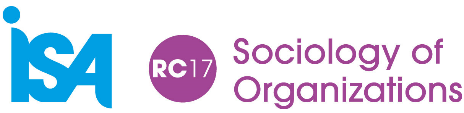 iSA
RC17
Sociology of
Organizations